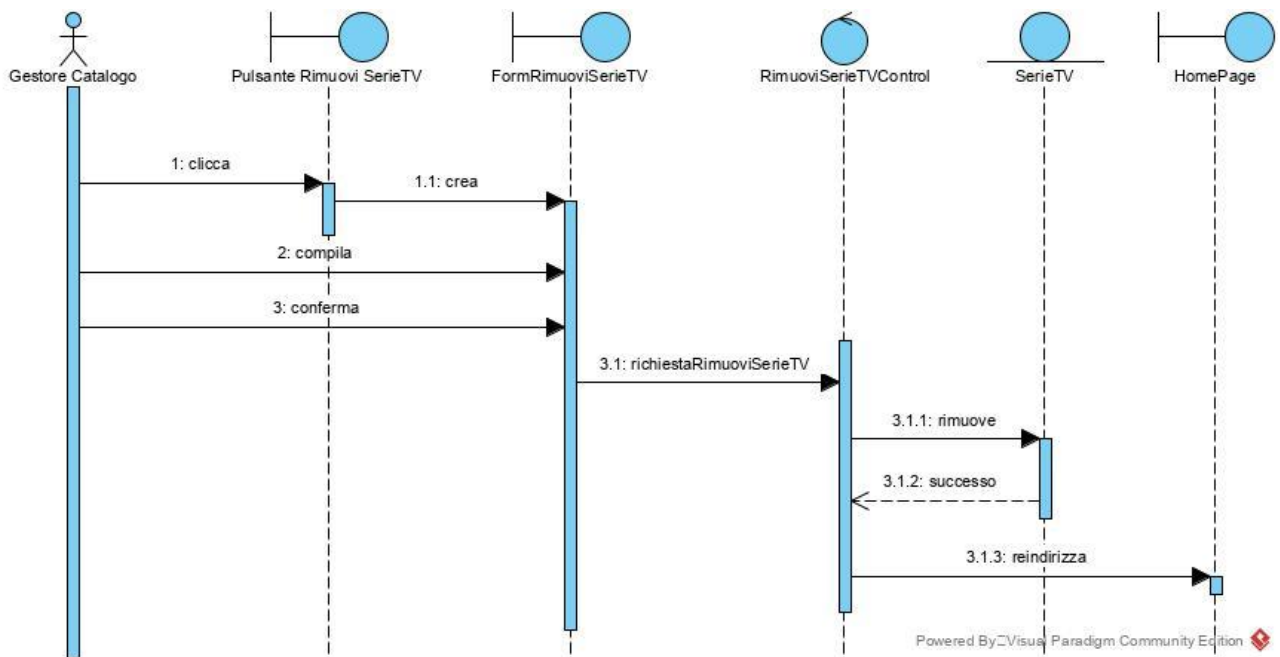 Gestore Catalogo
Pulsante Rimuovi SerieTV
FormRimuoviSerieTV
RimuoviSerieTVControl
SerieTV
HomePage
1: clicca
1.1: crea
2: compila
3: conferma
3.1: richiestaRimuoviSerieTV
3.1.1: rimuove
3.1.2: successo
3.1.3: reindirizza
Powered By Visual Paradigm Community Edition